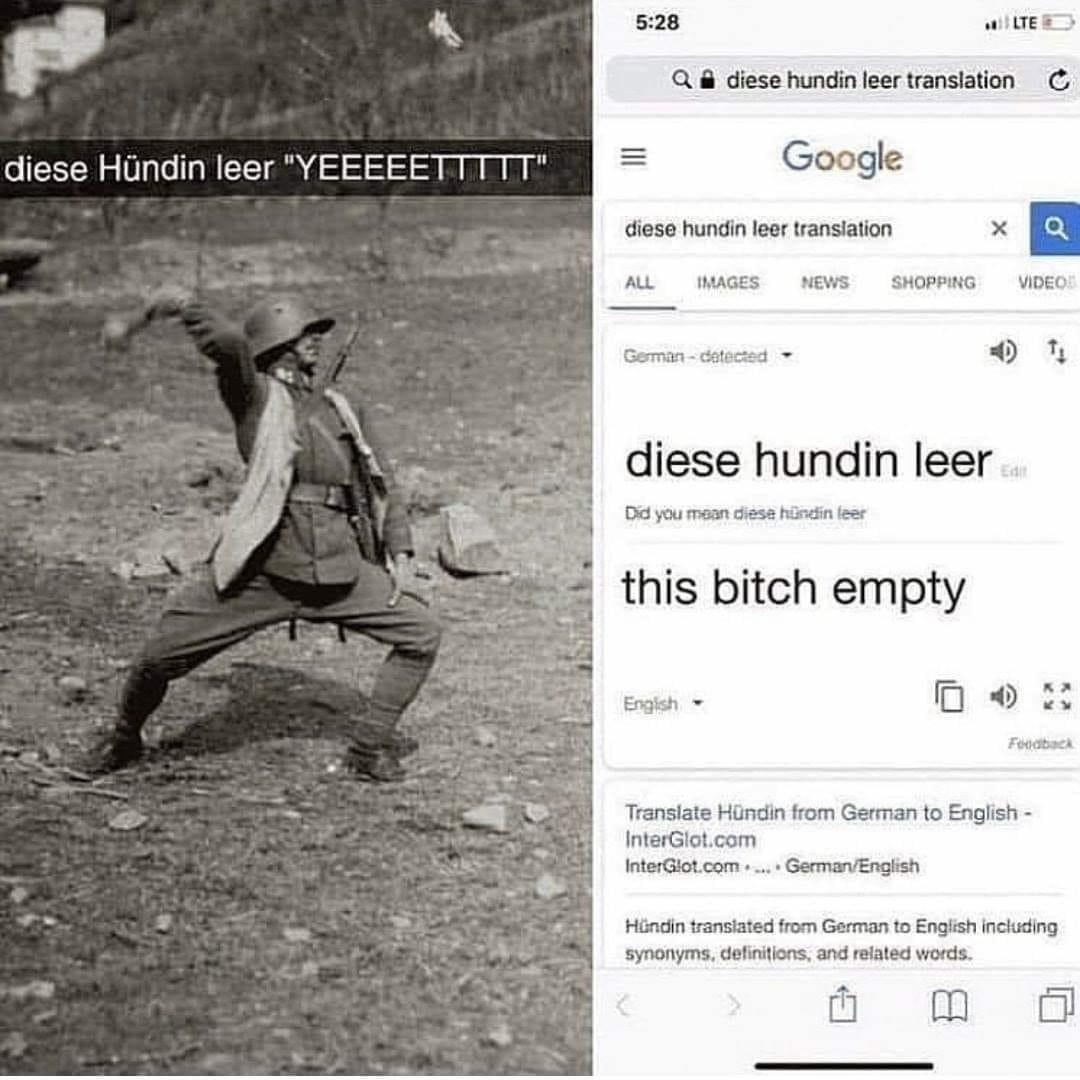 diese Hündin leer "YEEEEETTTTT"
5:28
LTE
diese hundin leer translation
Google
diese hundin leer translation
ALL IMAGES NEWS SHOPPING VIDEOS
German - detected
diese hundin leer Edit
Did you mean diese hündin leer
this bitch empty
English
Feedback
Translate Hündin from German to English -
InterGlot.com
InterGlot.com · ... · German/English
Hündin translated from German to English including
synonyms, definitions, and related words.